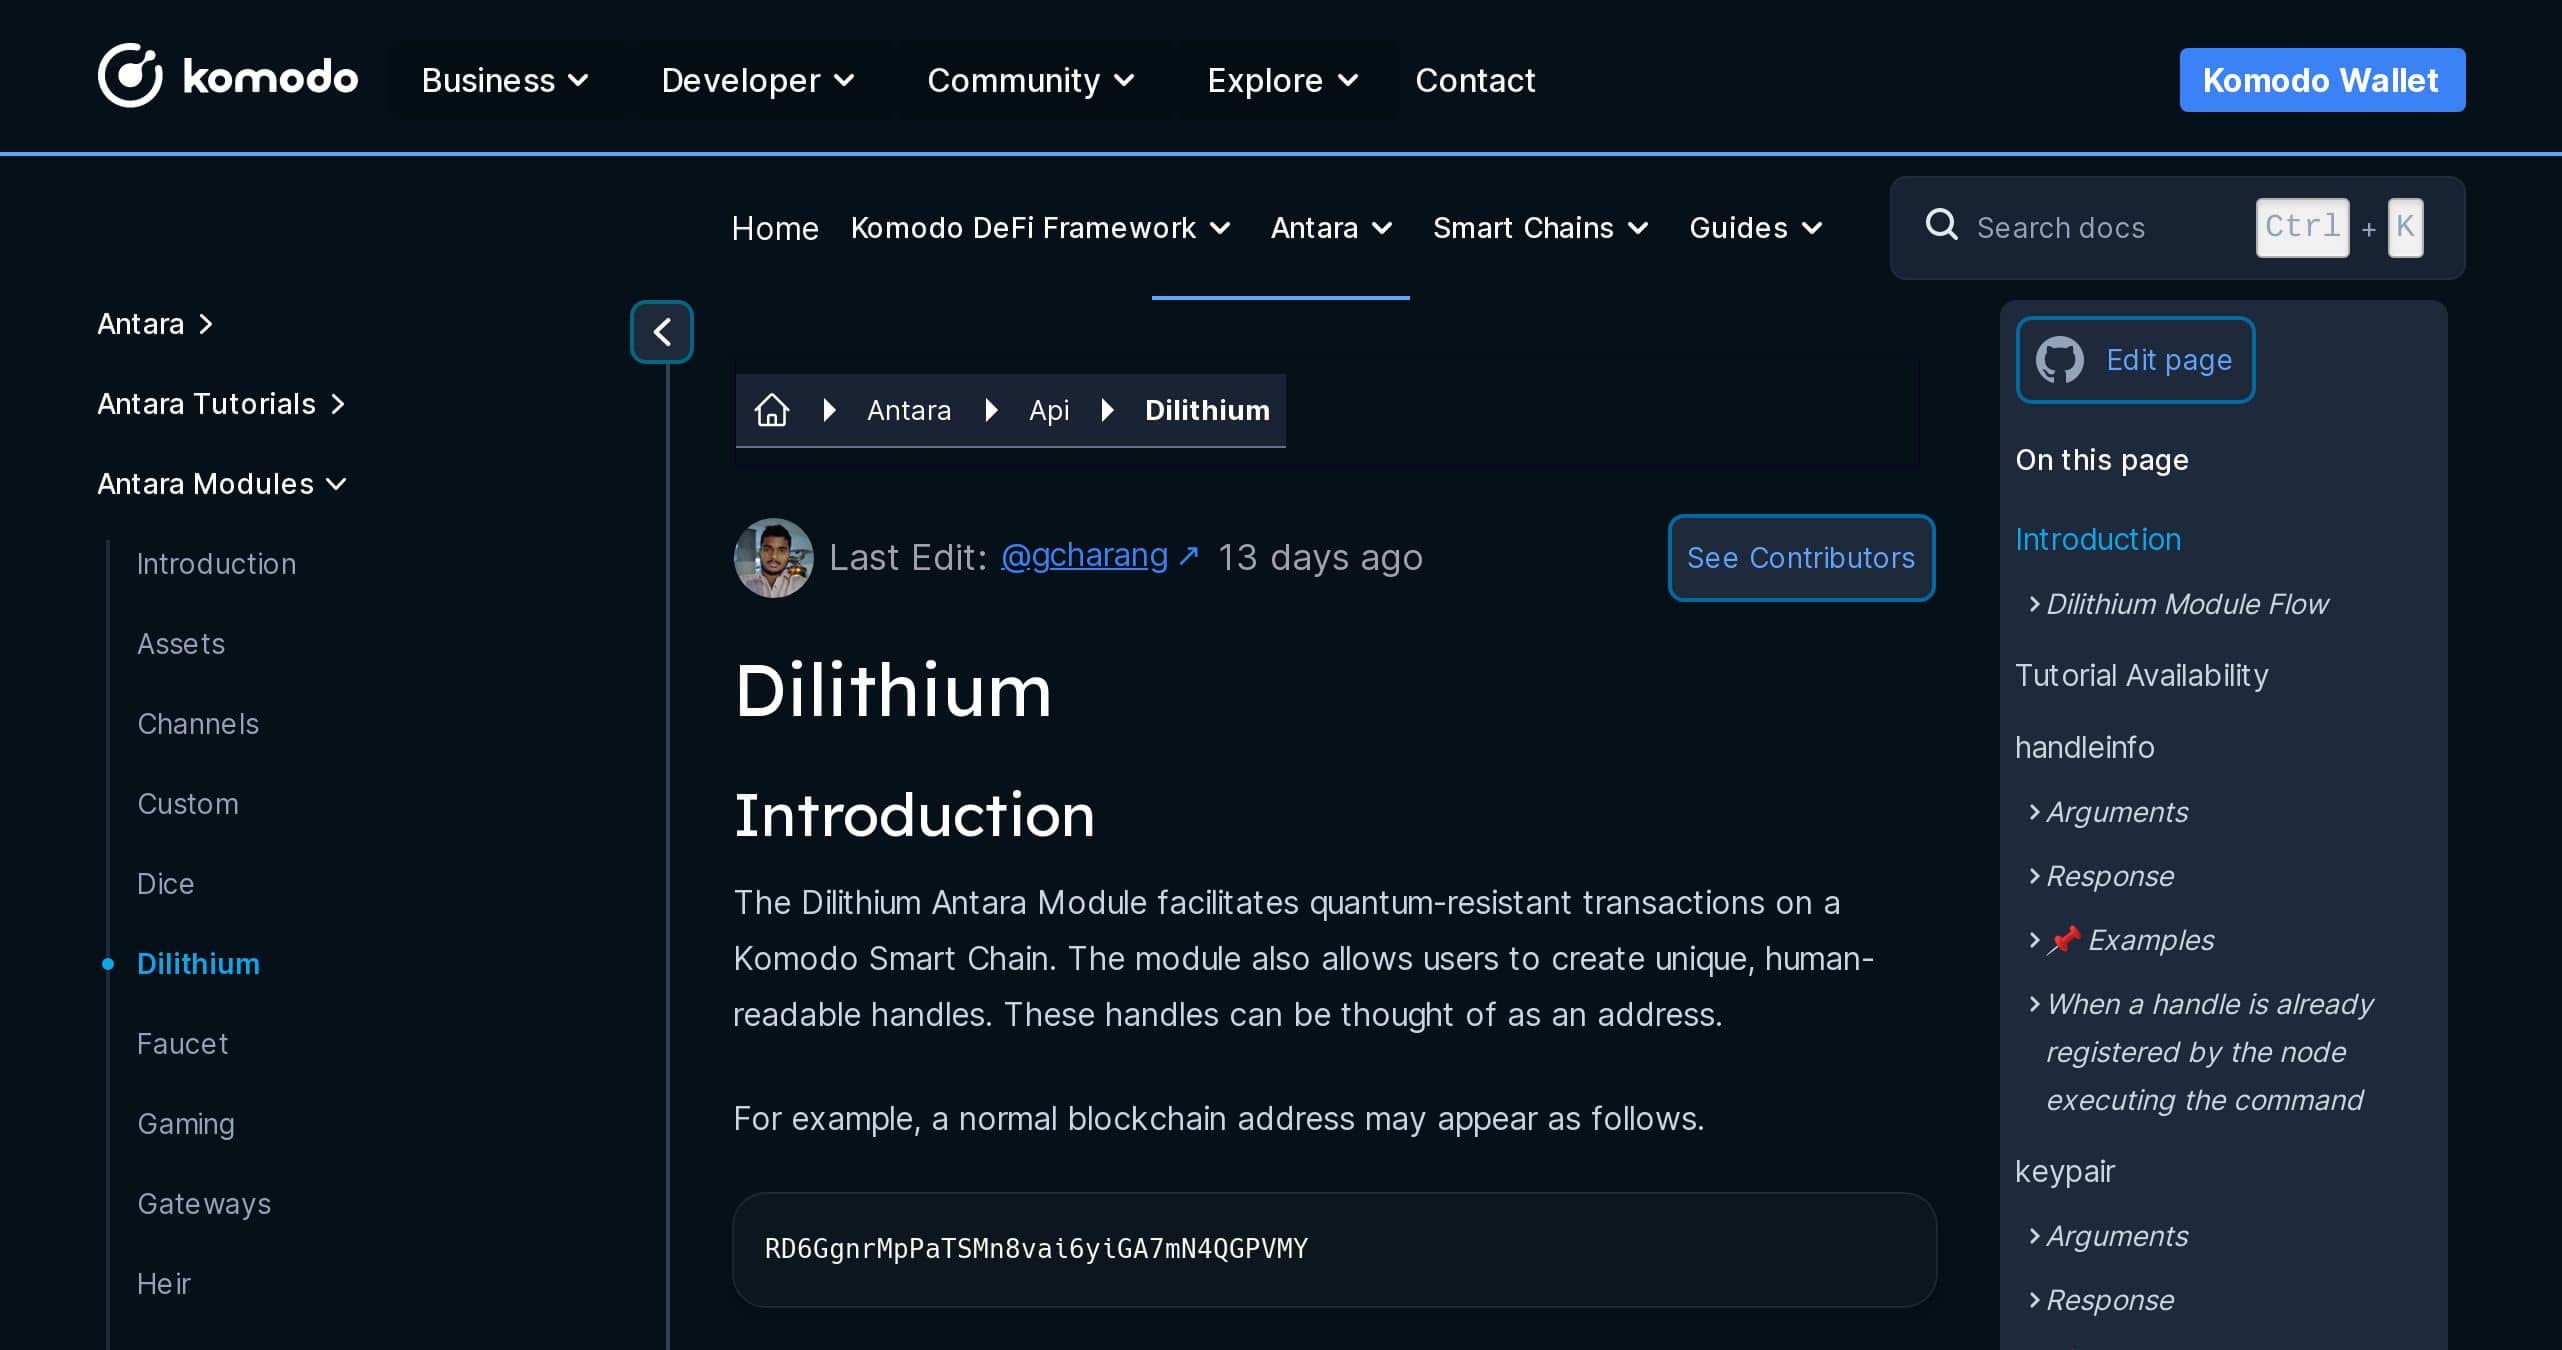 komodo
Business
Developer
Community
Explore
Contact
Komodo Wallet
Home
Komodo DeFi Framework
Antara
Smart Chains
Guides
Search docs
Ctrl + K
Antara
Antara Tutorials
Antara Modules
Introduction
Assets
Channels
Custom
Dice
Dilithium
Faucet
Gaming
Gateways
Heir
Antara
Api
Dilithium
Last Edit: @gcharang ↗ 13 days ago
See Contributors
Dilithium
Introduction
The Dilithium Antara Module facilitates quantum-resistant transactions on a
Komodo Smart Chain. The module also allows users to create unique, human-
readable handles. These handles can be thought of as an address.
For example, a normal blockchain address may appear as follows.
RD6GgnrMpPaTSMn8vai6yiGA7mN4QGPVMY
Edit page
On this page
Introduction
Dilithium Module Flow
Tutorial Availability
handleinfo
Arguments
Response
📌 Examples
When a handle is already
registered by the node
executing the command
keypair
Arguments
Response